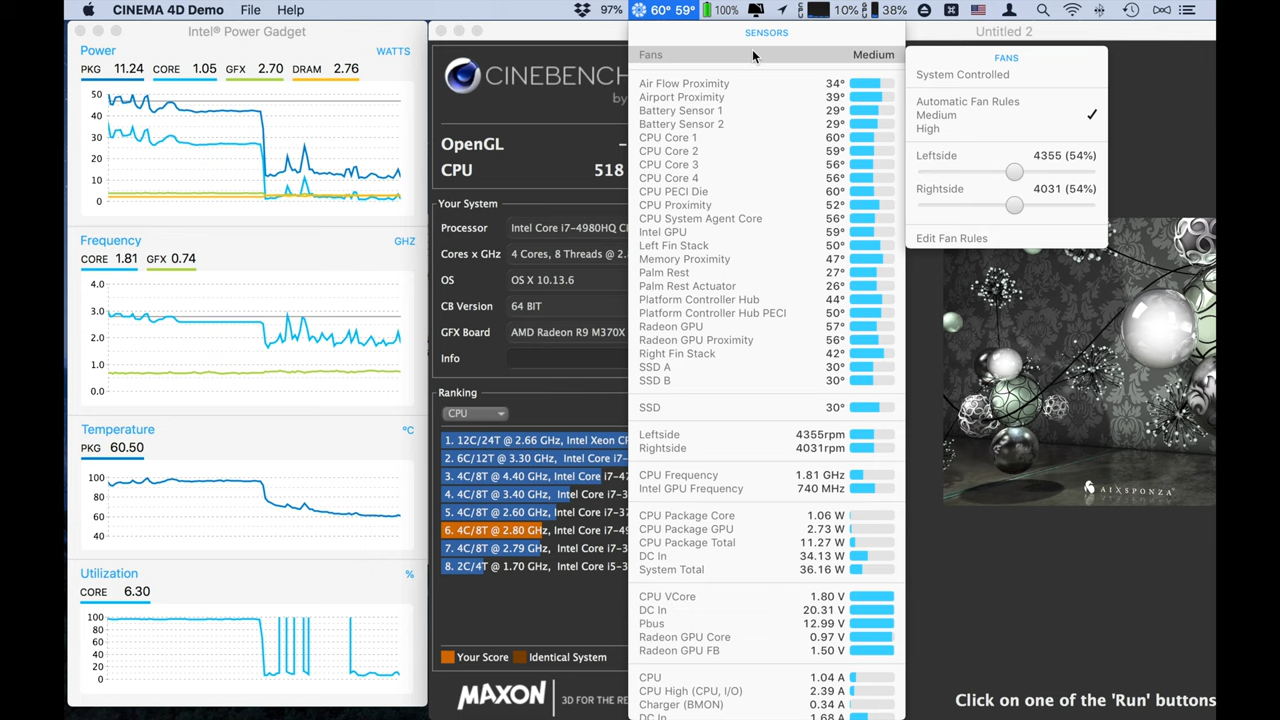 CINEMA 4D Demo File Help 97% 60° 59° 100% 10% 38%
Intel® Power Gadget
Power WATTS
PKG 11.24 CORE 1.05 GFX 2.70 DRAM 2.76
50
40
30
20
10
0
Frequency GHZ
CORE 1.81 GFX 0.74
4.0
3.0
2.0
1.0
0.0
Temperature °C
PKG 60.50
100
80
60
40
Utilization %
CORE 6.30
100
80
60
40
20
0
CINEBENCH
by
OpenGL -
CPU 518
Your System
Processor Intel Core i7-4980HQ C
Cores x GHz 4 Cores, 8 Threads @ 2.
OS OS X 10.13.6
CB Version 64 BIT
GFX Board AMD Radeon R9 M370X
Info
Ranking
CPU
1. 12C/24T @ 2.66 GHz, Intel Xeon CP
2. 6C/12T @ 3.30 GHz, Intel Core i7-
3. 4C/8T @ 4.40 GHz, Intel Core i7-47
4. 4C/8T @ 3.40 GHz, Intel Core i7-3
5. 4C/8T @ 2.60 GHz, Intel Core i7-37
6. 4C/8T @ 2.80 GHz, Intel Core i7-49
7. 4C/8T @ 2.79 GHz, Intel Core i7-3
8. 2C/4T @ 1.70 GHz, Intel Core i5-3
Your Score Identical System
MAXON 3D FOR THE RE
SENSORS
Fans Medium
Air Flow Proximity 34°
Airport Proximity 39°
Battery Sensor 1 29°
Battery Sensor 2 29°
CPU Core 1 60°
CPU Core 2 59°
CPU Core 3 56°
CPU Core 4 56°
CPU PECI Die 60°
CPU Proximity 52°
CPU System Agent Core 56°
Intel GPU 59°
Left Fin Stack 50°
Memory Proximity 47°
Palm Rest 27°
Palm Rest Actuator 26°
Platform Controller Hub 44°
Platform Controller Hub PECI 50°
Radeon GPU 57°
Radeon GPU Proximity 56°
Right Fin Stack 42°
SSD A 30°
SSD B 30°
SSD 30°
Leftside 4355rpm
Rightside 4031rpm
CPU Frequency 1.81 GHz
Intel GPU Frequency 740 MHz
CPU Package Core 1.06 W
CPU Package GPU 2.73 W
CPU Package Total 11.27 W
DC In 34.13 W
System Total 36.16 W
CPU VCore 1.80 V
DC In 20.31 V
Pbus 12.99 V
Radeon GPU Core 0.97 V
Radeon GPU FB 1.50 V
CPU 1.04 A
CPU High (CPU, I/O) 2.39 A
Charger (BMON) 0.34 A
DC In 1.68 A
Untitled 2
FANS
System Controlled
Automatic Fan Rules
Medium
High
Leftside 4355 (54%)
Rightside 4031 (54%)
Edit Fan Rules
AIXSPONZA
Click on one of the 'Run' buttons